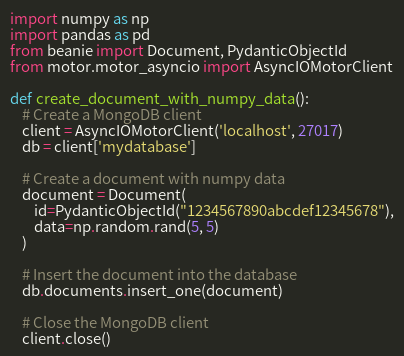 import numpy as np
import pandas as pd
from beanie import Document, PydanticObjectId
from motor.motor_asyncio import AsyncIOMotorClient

def create_document_with_numpy_data():
    # Create a MongoDB client
    client = AsyncIOMotorClient('localhost', 27017)
    db = client['mydatabase']

    # Create a document with numpy data
    document = Document(
        id=PydanticObjectId("1234567890abcdef12345678"),
        data=np.random.rand(5, 5)
    )

    # Insert the document into the database
    db.documents.insert_one(document)

    # Close the MongoDB client
    client.close()